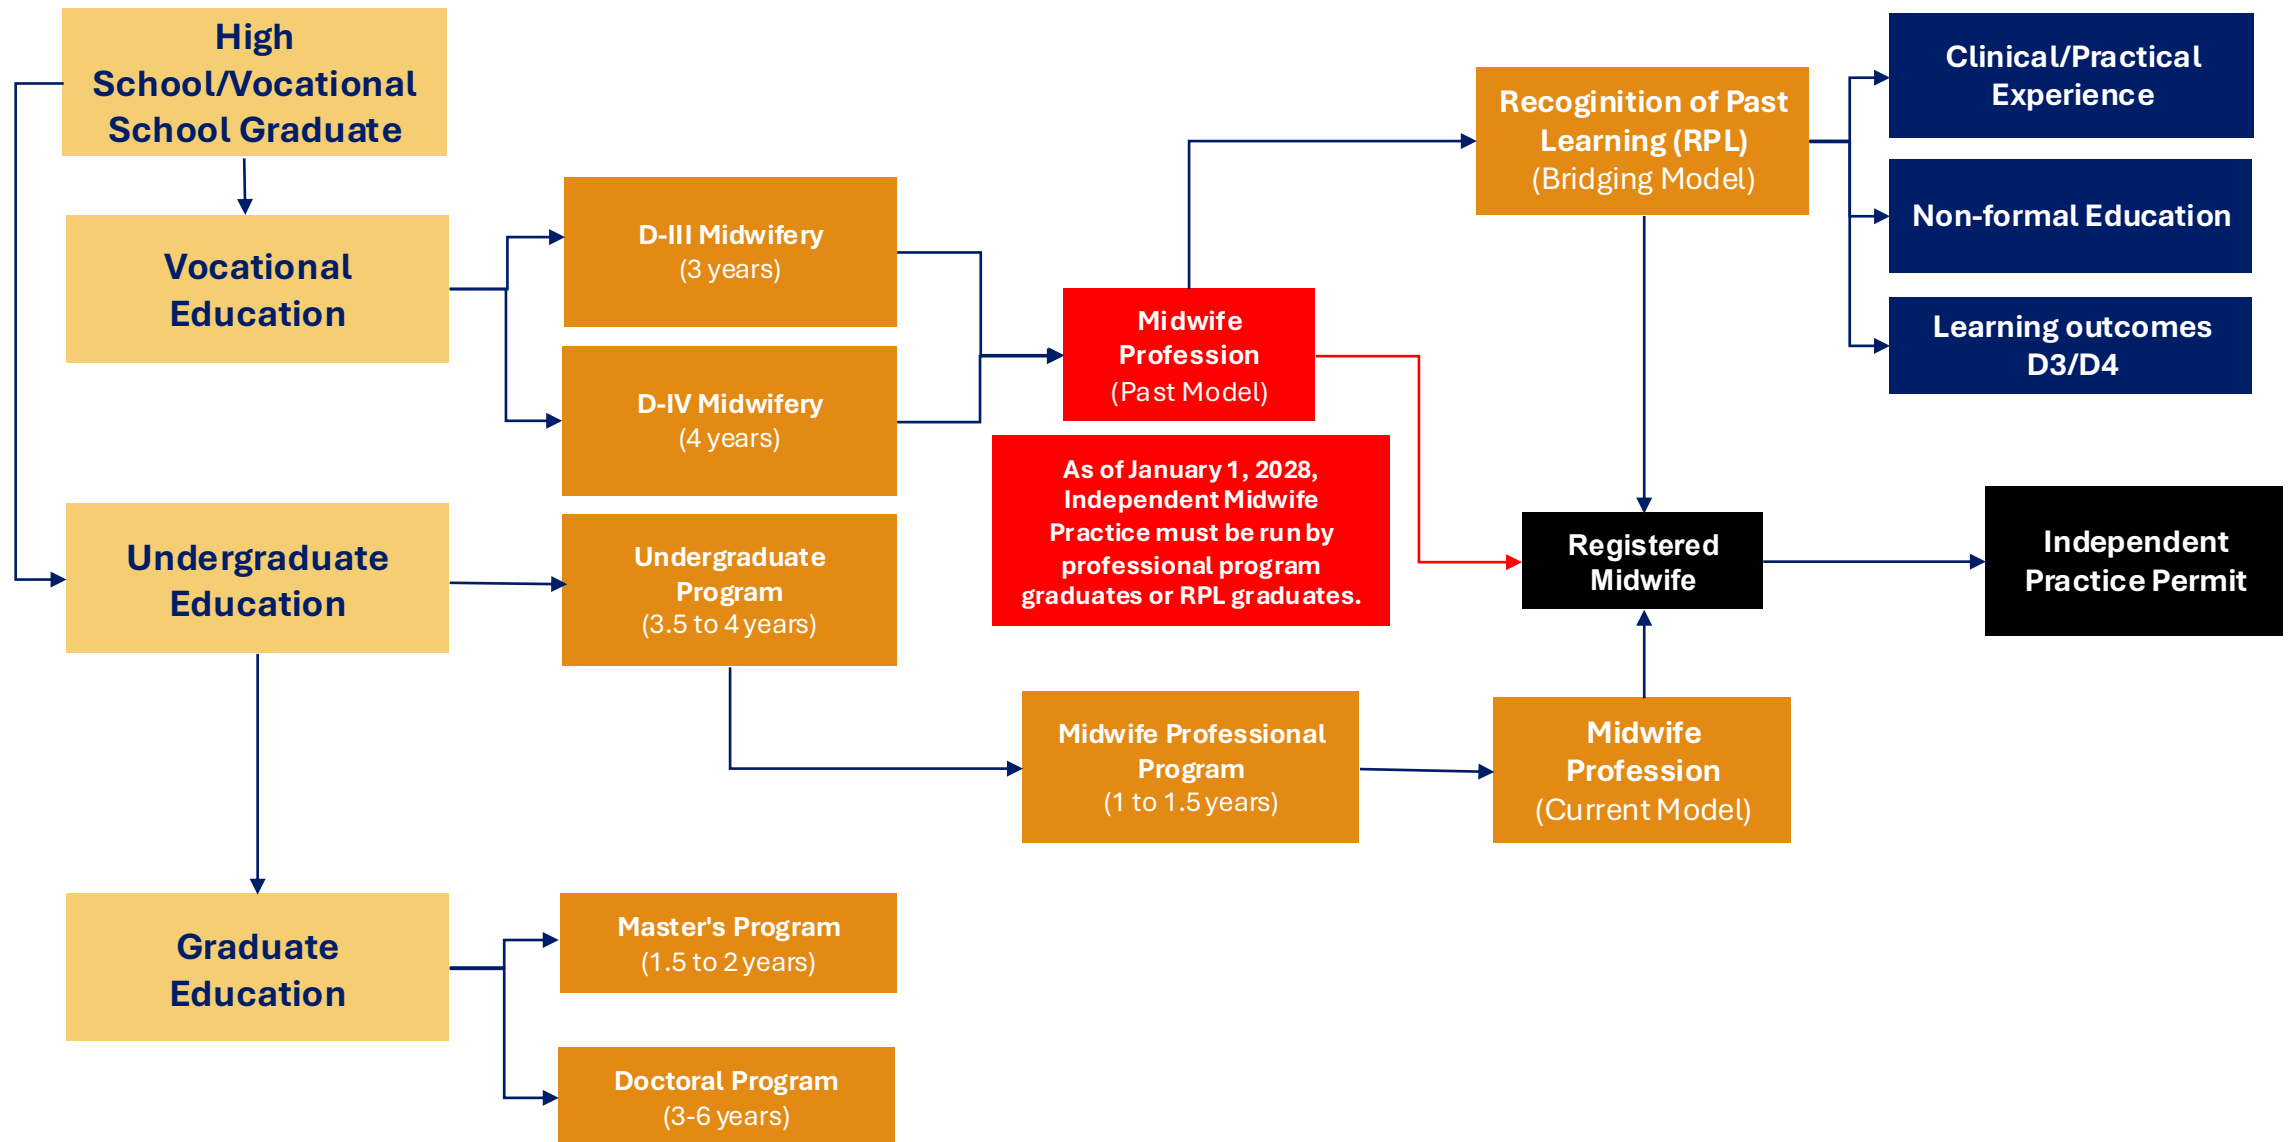 High
School/Vocational
School Graduate
Vocational
Education
Undergraduate
Education
Graduate
Education
D-III Midwifery
(3 years)
D-IV Midwifery
(4 years)
Undergraduate
Program
(3.5 to 4 years)
Master's Program
(1.5 to 2 years)
Doctoral Program
(3-6 years)
Midwife
Profession
(Past Model)
As of January 1, 2028,
Independent Midwife
Practice must be run by
professional program
graduates or RPL graduates.
Midwife Professional
Program
(1 to 1.5 years)
Recoginition of Past
Learning (RPL)
(Bridging Model)
Registered
Midwife
Midwife
Profession
(Current Model)
Clinical/Practical
Experience
Non-formal Education
Learning outcomes
D3/D4
Independent
Practice Permit